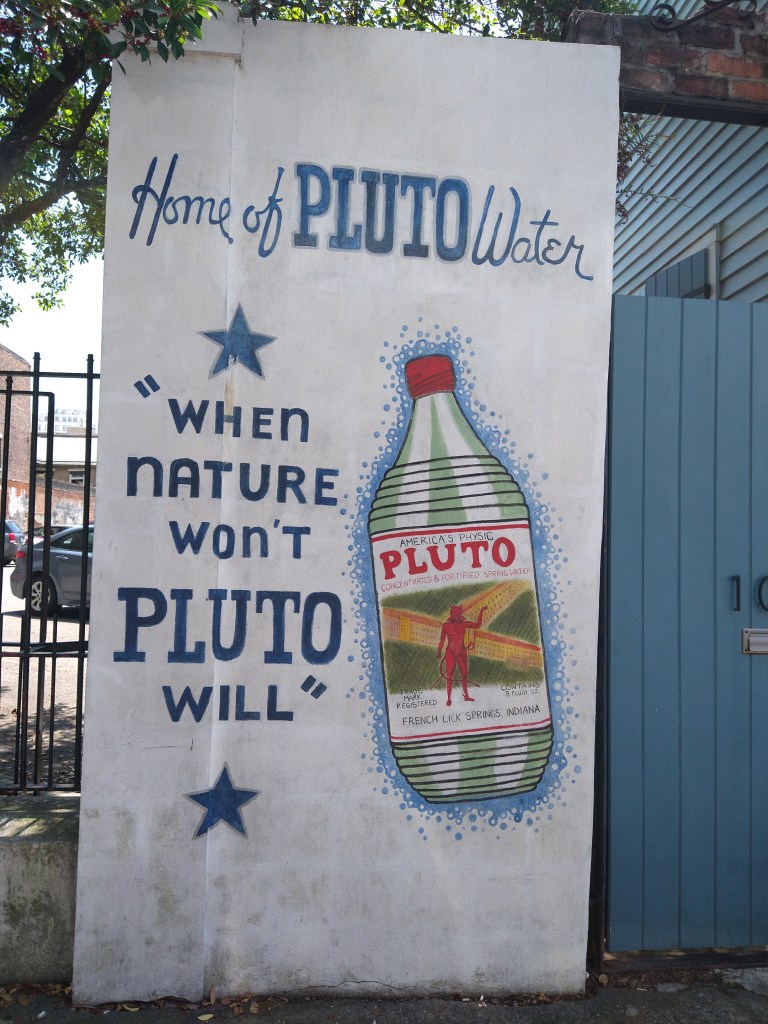 Home of PLUTO Water
"WHEN
NATURE
WON'T
PLUTO
WILL"
AMERICA'S PHYSIC
PLUTO
CONCENTRATED & FORTIFIED SPRING WATER
TRADE
MARK
REGISTERED
CONTAINS
8 FLUID OZ.
FRENCH LICK SPRINGS, INDIANA
10